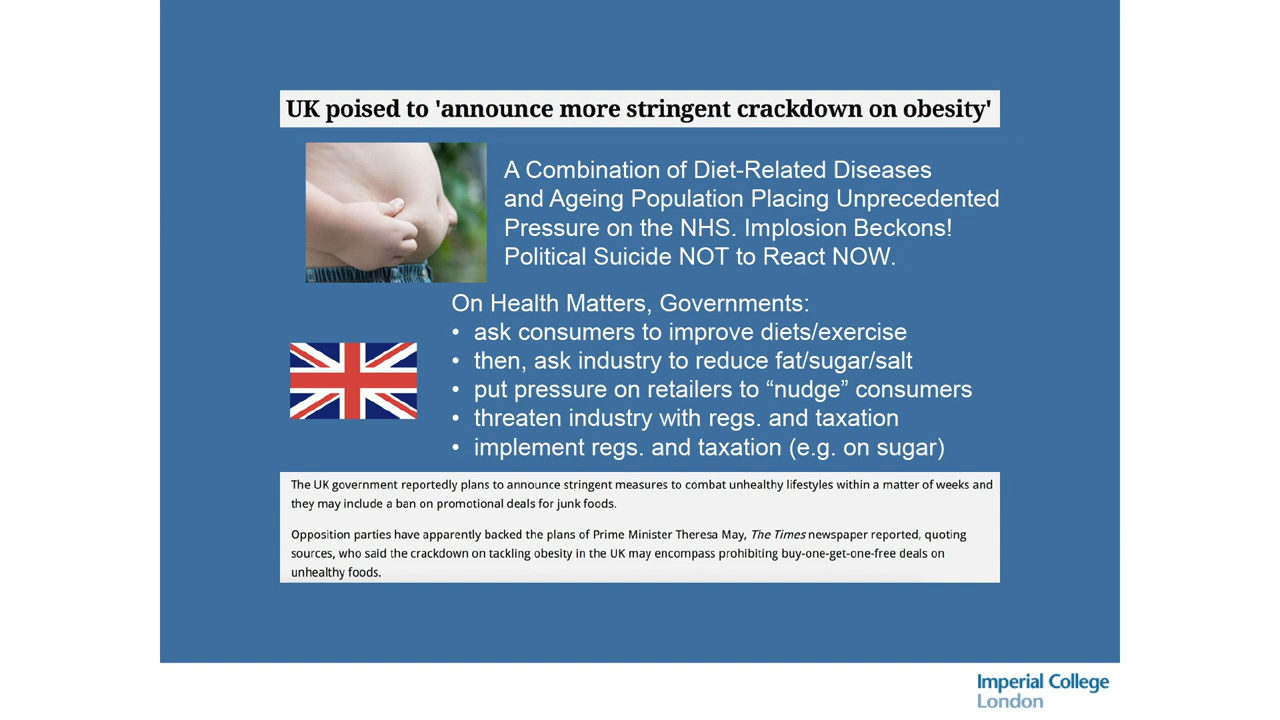 UK poised to 'announce more stringent crackdown on obesity'
A Combination of Diet-Related Diseases
and Ageing Population Placing Unprecedented
Pressure on the NHS. Implosion Beckons!
Political Suicide NOT to React NOW.
On Health Matters, Governments:
• ask consumers to improve diets/exercise
• then, ask industry to reduce fat/sugar/salt
• put pressure on retailers to “nudge” consumers
• threaten industry with regs. and taxation
• implement regs. and taxation (e.g. on sugar)
The UK government reportedly plans to announce stringent measures to combat unhealthy lifestyles within a matter of weeks and
they may include a ban on promotional deals for junk foods.
Opposition parties have apparently backed the plans of Prime Minister Theresa May, The Times newspaper reported, quoting
sources, who said the crackdown on tackling obesity in the UK may encompass prohibiting buy-one-get-one-free deals on
unhealthy foods.
Imperial College
London